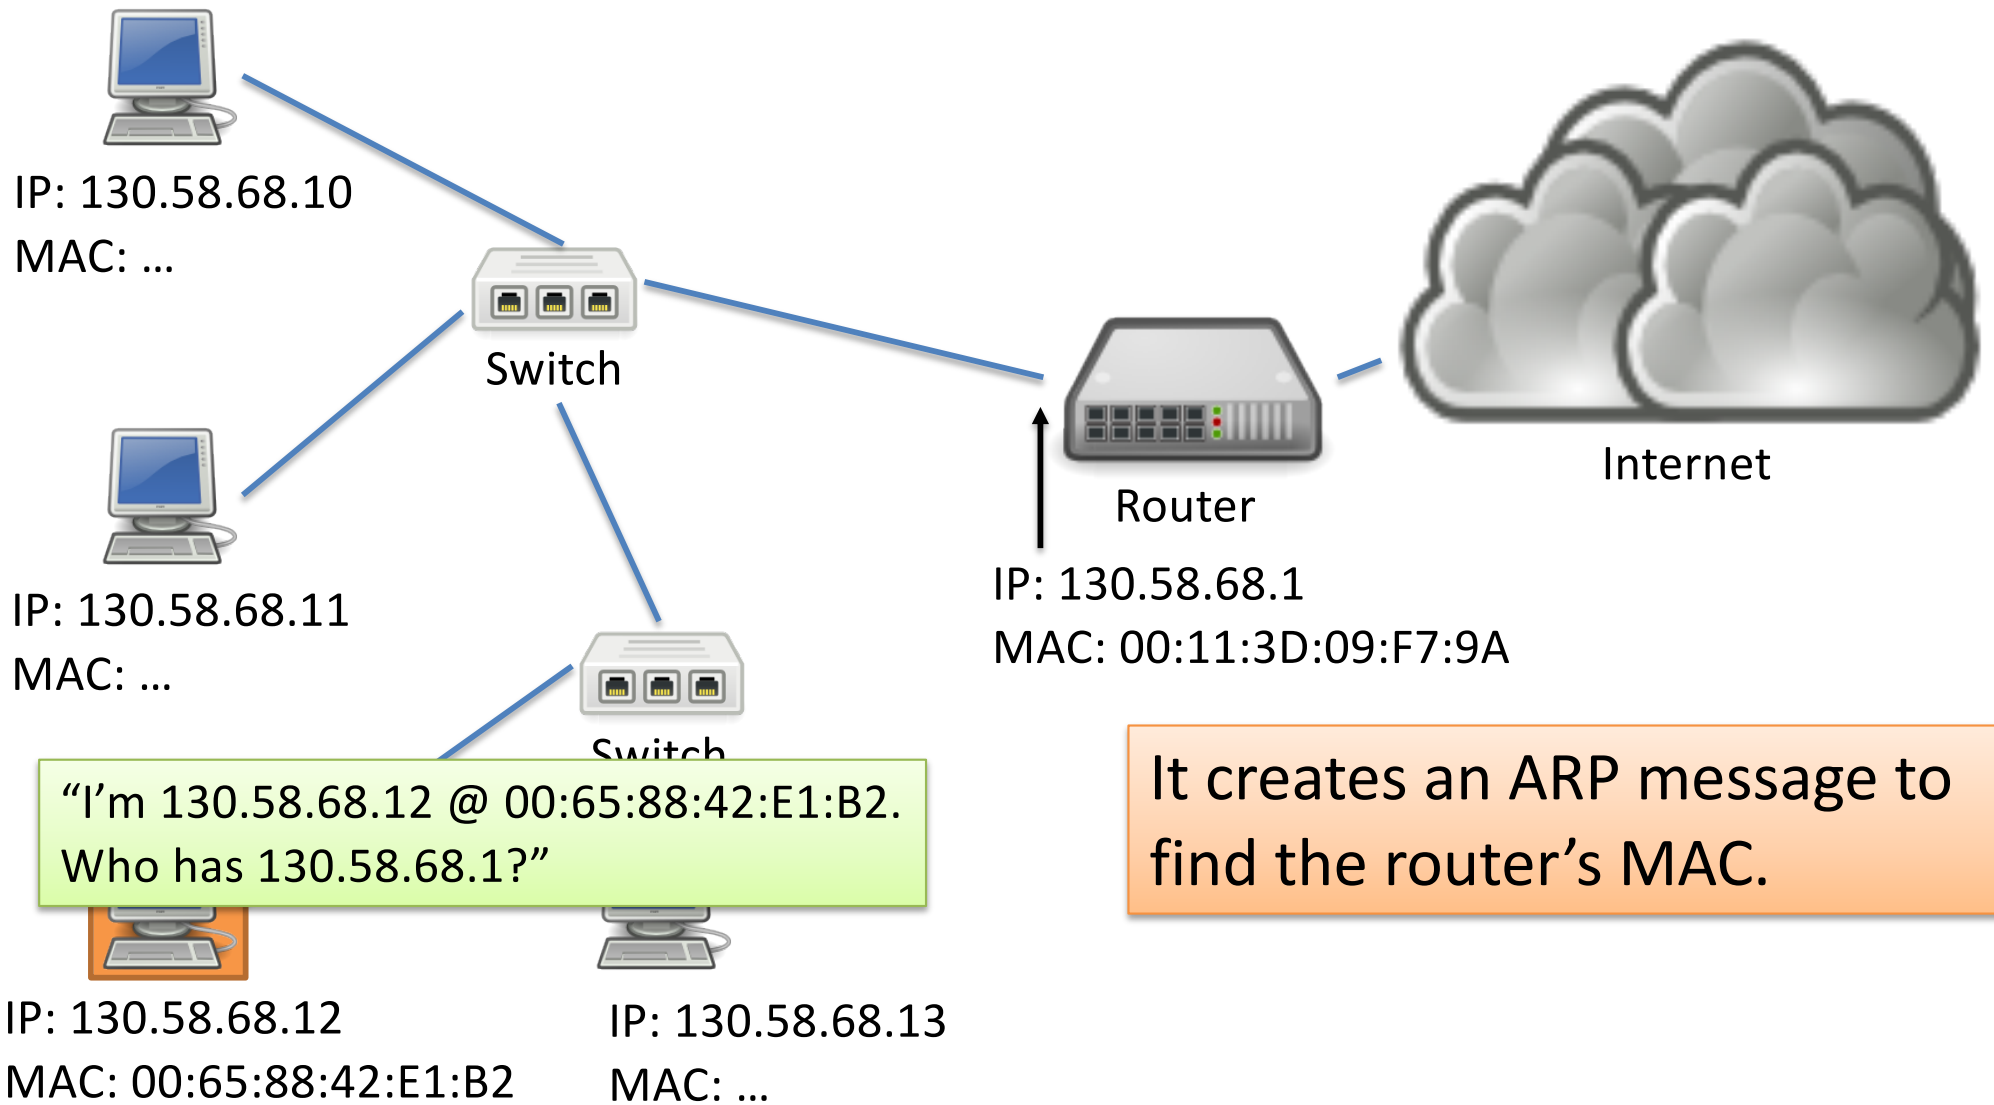 IP: 130.58.68.10
MAC: ...
Switch
Internet
Router
IP: 130.58.68.1
MAC: 00:11:3D:09:F7:9A
IP: 130.58.68.11
MAC: ...
Switch
“I’m 130.58.68.12 @ 00:65:88:42:E1:B2.
Who has 130.58.68.1?”
It creates an ARP message to
find the router’s MAC.
IP: 130.58.68.12
MAC: 00:65:88:42:E1:B2
IP: 130.58.68.13
MAC: ...